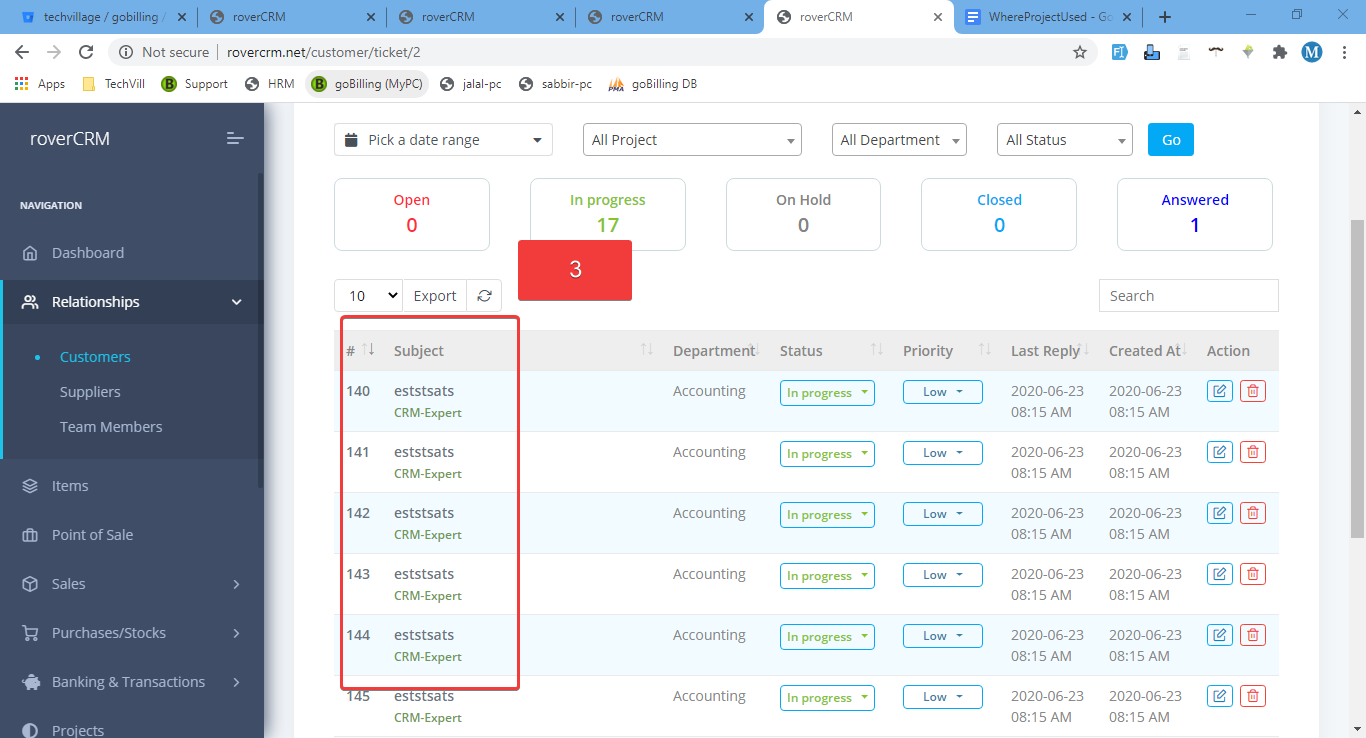 techvillage / gobilling /
roverCRM
roverCRM
roverCRM
roverCRM
WhereProjectUsed - Go
Not secure | rovercrm.net/customer/ticket/2
M
Apps
TechVill
Support
HRM
goBilling (MyPC)
jalal-pc
sabbir-pc
goBilling DB
roverCRM
NAVIGATION
Dashboard
Relationships
Customers
Suppliers
Team Members
Items
Point of Sale
Sales
Purchases/Stocks
Banking & Transactions
Projects
Pick a date range
All Project
All Department
All Status
Go
Open
0
In progress
17
On Hold
0
Closed
0
Answered
1
3
10
Export
Search
# Subject Department Status Priority Last Reply Created At Action
140 eststsats Accounting In progress Low 2020-06-23 2020-06-23
CRM-Expert 08:15 AM 08:15 AM
141 eststsats Accounting In progress Low 2020-06-23 2020-06-23
CRM-Expert 08:15 AM 08:15 AM
142 eststsats Accounting In progress Low 2020-06-23 2020-06-23
CRM-Expert 08:15 AM 08:15 AM
143 eststsats Accounting In progress Low 2020-06-23 2020-06-23
CRM-Expert 08:15 AM 08:15 AM
144 eststsats Accounting In progress Low 2020-06-23 2020-06-23
CRM-Expert 08:15 AM 08:15 AM
145 eststsats Accounting In progress Low 2020-06-23 2020-06-23
CRM-Expert 08:15 AM 08:15 AM